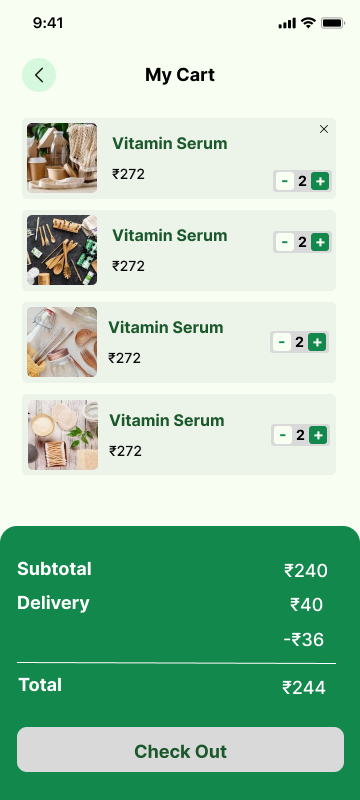 9:41
My Cart
Vitamin Serum
₹272
- 2 +
Vitamin Serum
- 2 +
₹272
Vitamin Serum
- 2 +
₹272
Vitamin Serum
- 2 +
₹272
Subtotal ₹240
Delivery ₹40
-₹36
Total ₹244
Check Out